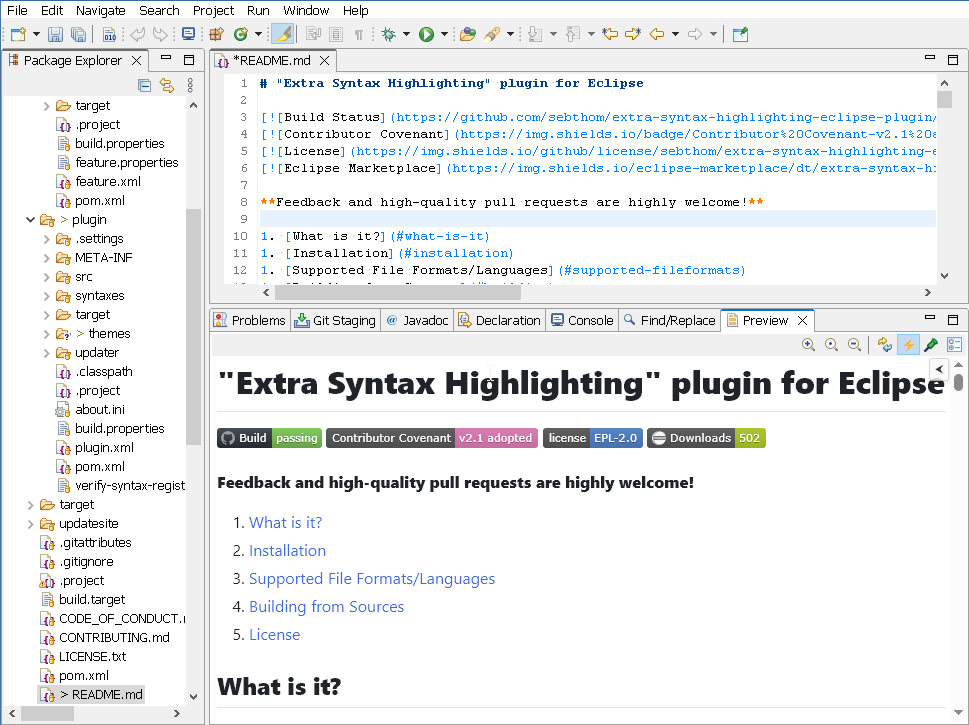 File Edit Navigate Search Project Run Window Help
Package Explorer
target
.project
build.properties
feature.properties
feature.xml
pom.xml
> plugin
.settings
META-INF
src
syntaxes
target
> themes
updater
.classpath
.project
about.ini
build.properties
plugin.xml
pom.xml
verify-syntax-regist
target
updatesite
.gitattributes
.gitignore
.project
build.target
CODE_OF_CONDUCT.
CONTRIBUTING.md
LICENSE.txt
pom.xml
> README.md
*README.md
1 # "Extra Syntax Highlighting" plugin for Eclipse
2
3 [![Build Status](https://github.com/sebthom/extra-syntax-highlighting-eclipse-plugin/
4 [![Contributor Covenant](https://img.shields.io/badge/Contributor%20Covenant-v2.1%20a
5 [![License](https://img.shields.io/github/license/sebthom/extra-syntax-highlighting-e
6 [![Eclipse Marketplace](https://img.shields.io/eclipse-marketplace/dt/extra-syntax-hi
7
8 **Feedback and high-quality pull requests are highly welcome!**
9
10 1. [What is it?](#what-is-it)
11 1. [Installation](#installation)
12 1. [Supported File Formats/Languages](#supported-fileformats)
Problems Git Staging @ Javadoc Declaration Console Find/Replace Preview
"Extra Syntax Highlighting" plugin for Eclipse
Build passing Contributor Covenant v2.1 adopted license EPL-2.0 Downloads 502
Feedback and high-quality pull requests are highly welcome!
1. What is it?
2. Installation
3. Supported File Formats/Languages
4. Building from Sources
5. License
What is it?